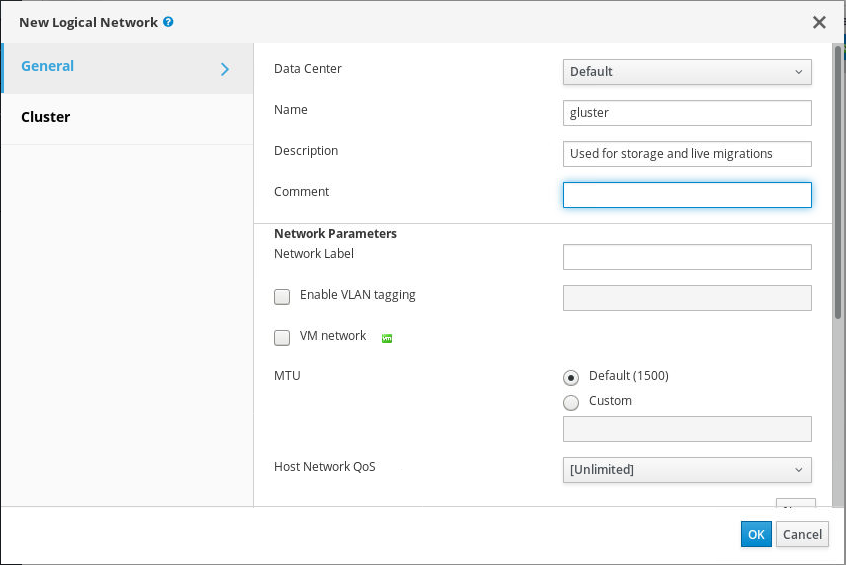 New Logical Network
General
Cluster
Data Center Default
Name gluster
Description Used for storage and live migrations
Comment
Network Parameters
Network Label
Enable VLAN tagging
VM network vm
MTU Default (1500)
Custom
Host Network QoS [Unlimited]
OK Cancel